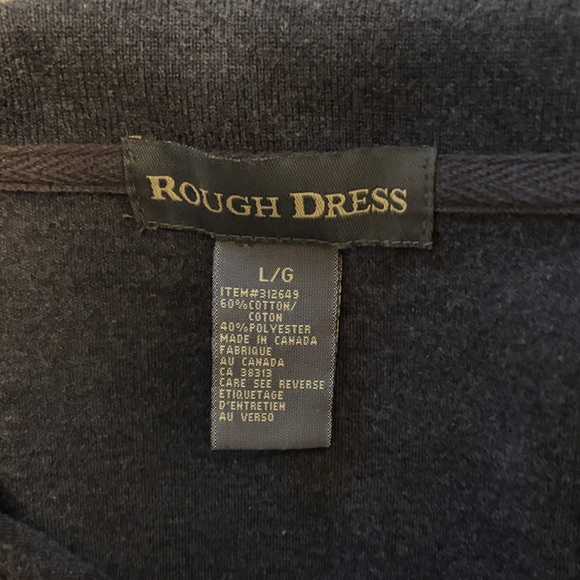 ROUGH DRESS
L/G
ITEM#312649
60%COTTON/
COTON
40%POLYESTER
MADE IN CANADA
FABRIQUE
AU CANADA
CA 38313
CARE SEE REVERSE
ETIQUETAGE
D'ENTRETIEN
AU VERSO